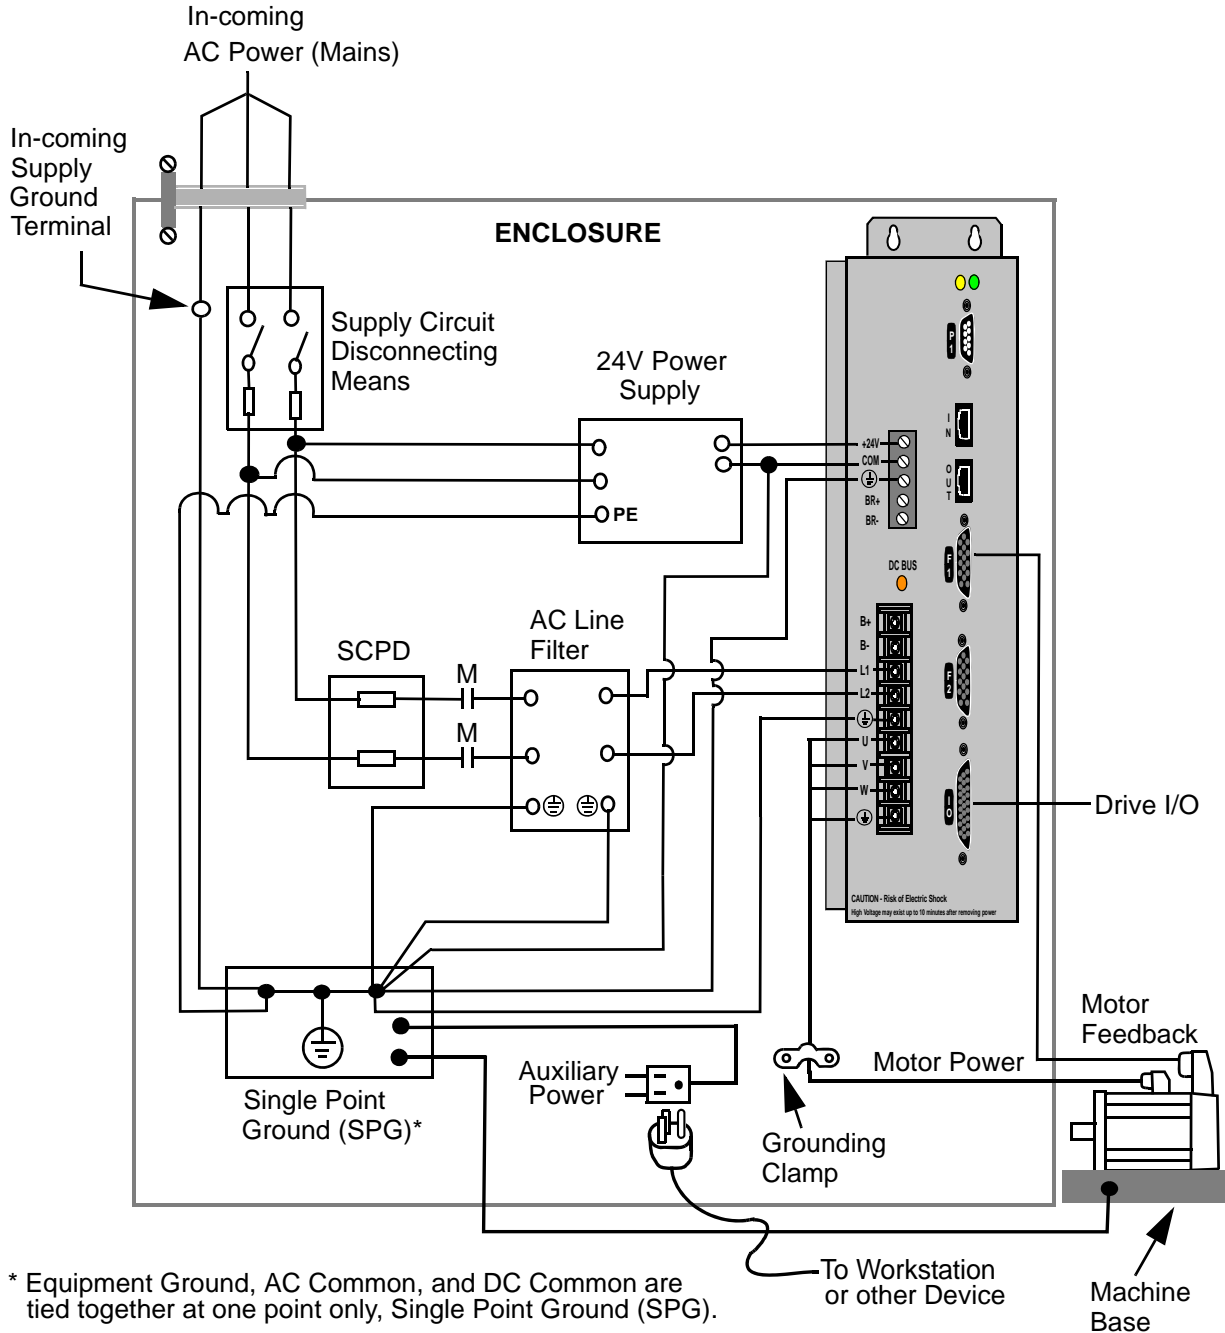 In-coming
AC Power (Mains)
In-coming
Supply
Ground
Terminal
ENCLOSURE
Supply Circuit
Disconnecting
Means
24V Power
Supply
PE
P1
IN
OUT
+24V
COM
BR+
BR-
F1
DC BUS
AC Line
Filter
SCPD
M
M
B+
B-
L1
L2
U
V
W
F2
IO
Drive I/O
CAUTION - Risk of Electric Shock
High Voltage may exist up to 10 minutes after removing power
Motor
Feedback
Motor Power
Auxiliary
Power
Single Point
Ground (SPG)*
Grounding
Clamp
To Workstation
or other Device
Machine
Base
* Equipment Ground, AC Common, and DC Common are
tied together at one point only, Single Point Ground (SPG).